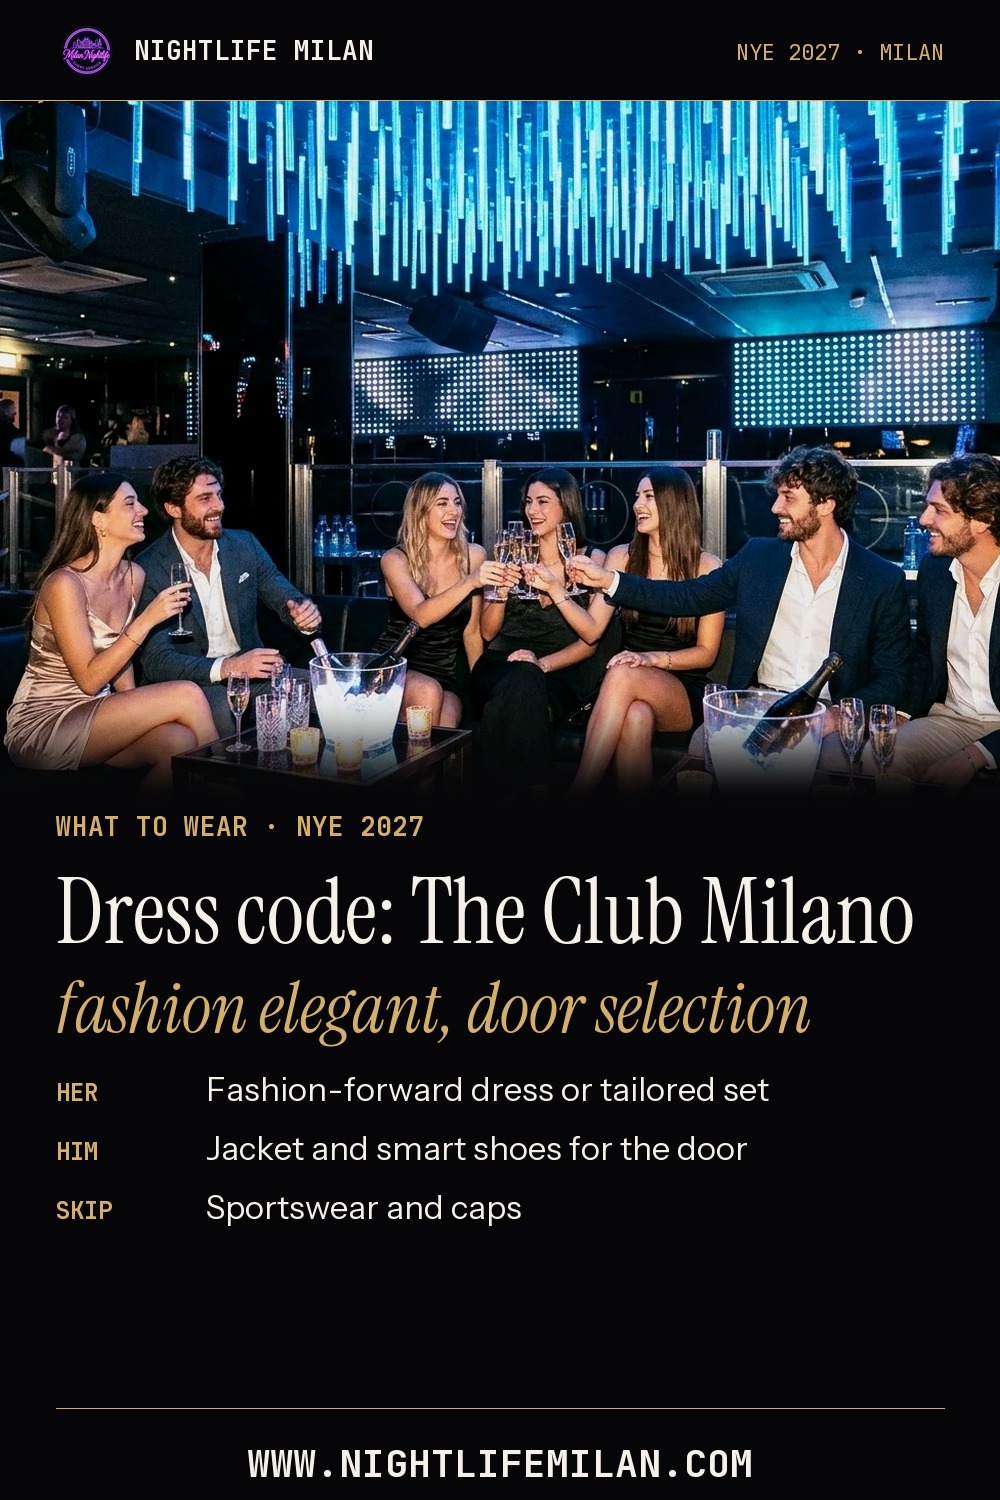 Milan Nightlife
NIGHTLIFE MILAN
NYE 2027 · MILAN
WHAT TO WEAR · NYE 2027
Dress code: The Club Milano
fashion elegant, door selection
HER Fashion-forward dress or tailored set
HIM Jacket and smart shoes for the door
SKIP Sportswear and caps
WWW.NIGHTLIFEMILAN.COM